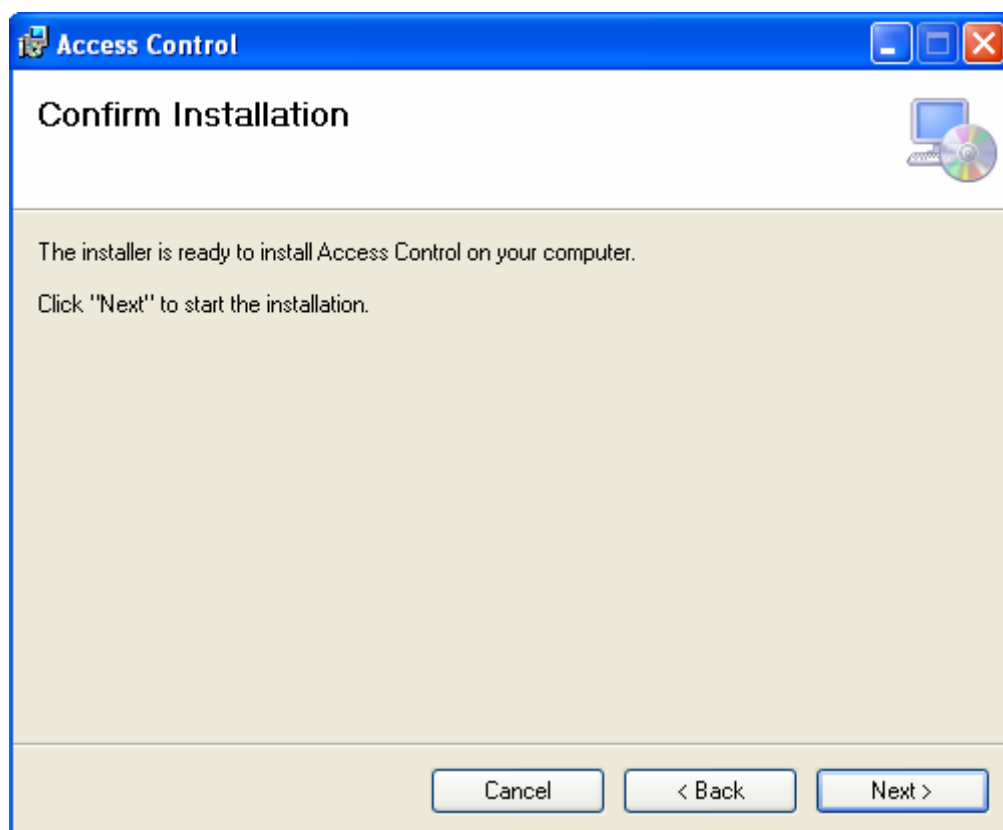 Access Control
Confirm Installation
The installer is ready to install Access Control on your computer.
Click "Next" to start the installation.
Cancel
< Back
Next >